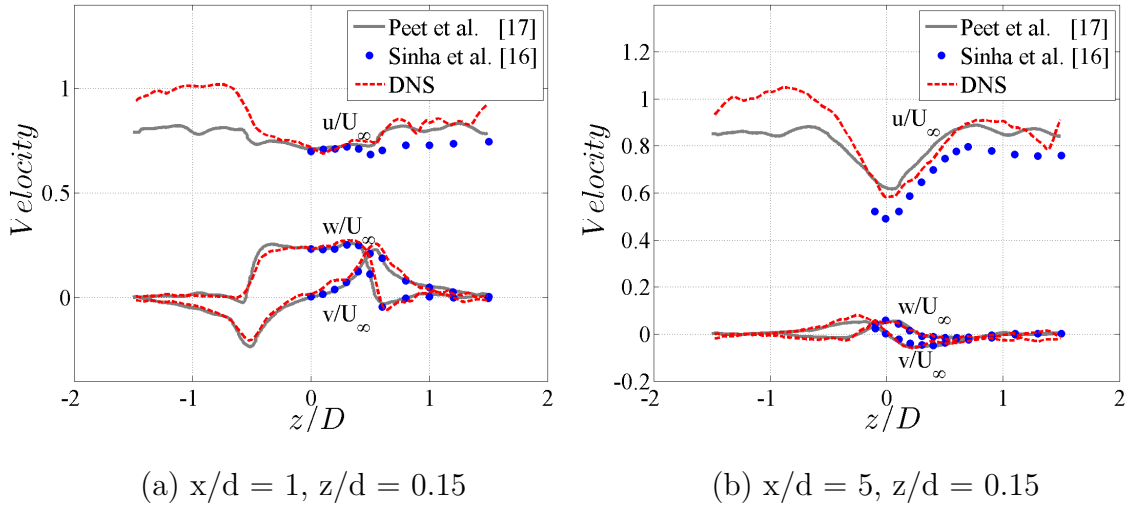 Peet et al. [17]
Sinha et al. [16]
DNS
1
0.5
0
Velocity
u/U∞
w/U∞
v/U∞
-2
-1
0
1
2
z/D
(a) x/d = 1, z/d = 0.15
Peet et al. [17]
Sinha et al. [16]
DNS
1.2
1
0.8
0.6
0.4
0.2
0
-0.2
Velocity
u/U∞
w/U∞
v/U∞
-2
-1
0
1
2
z/D
(b) x/d = 5, z/d = 0.15